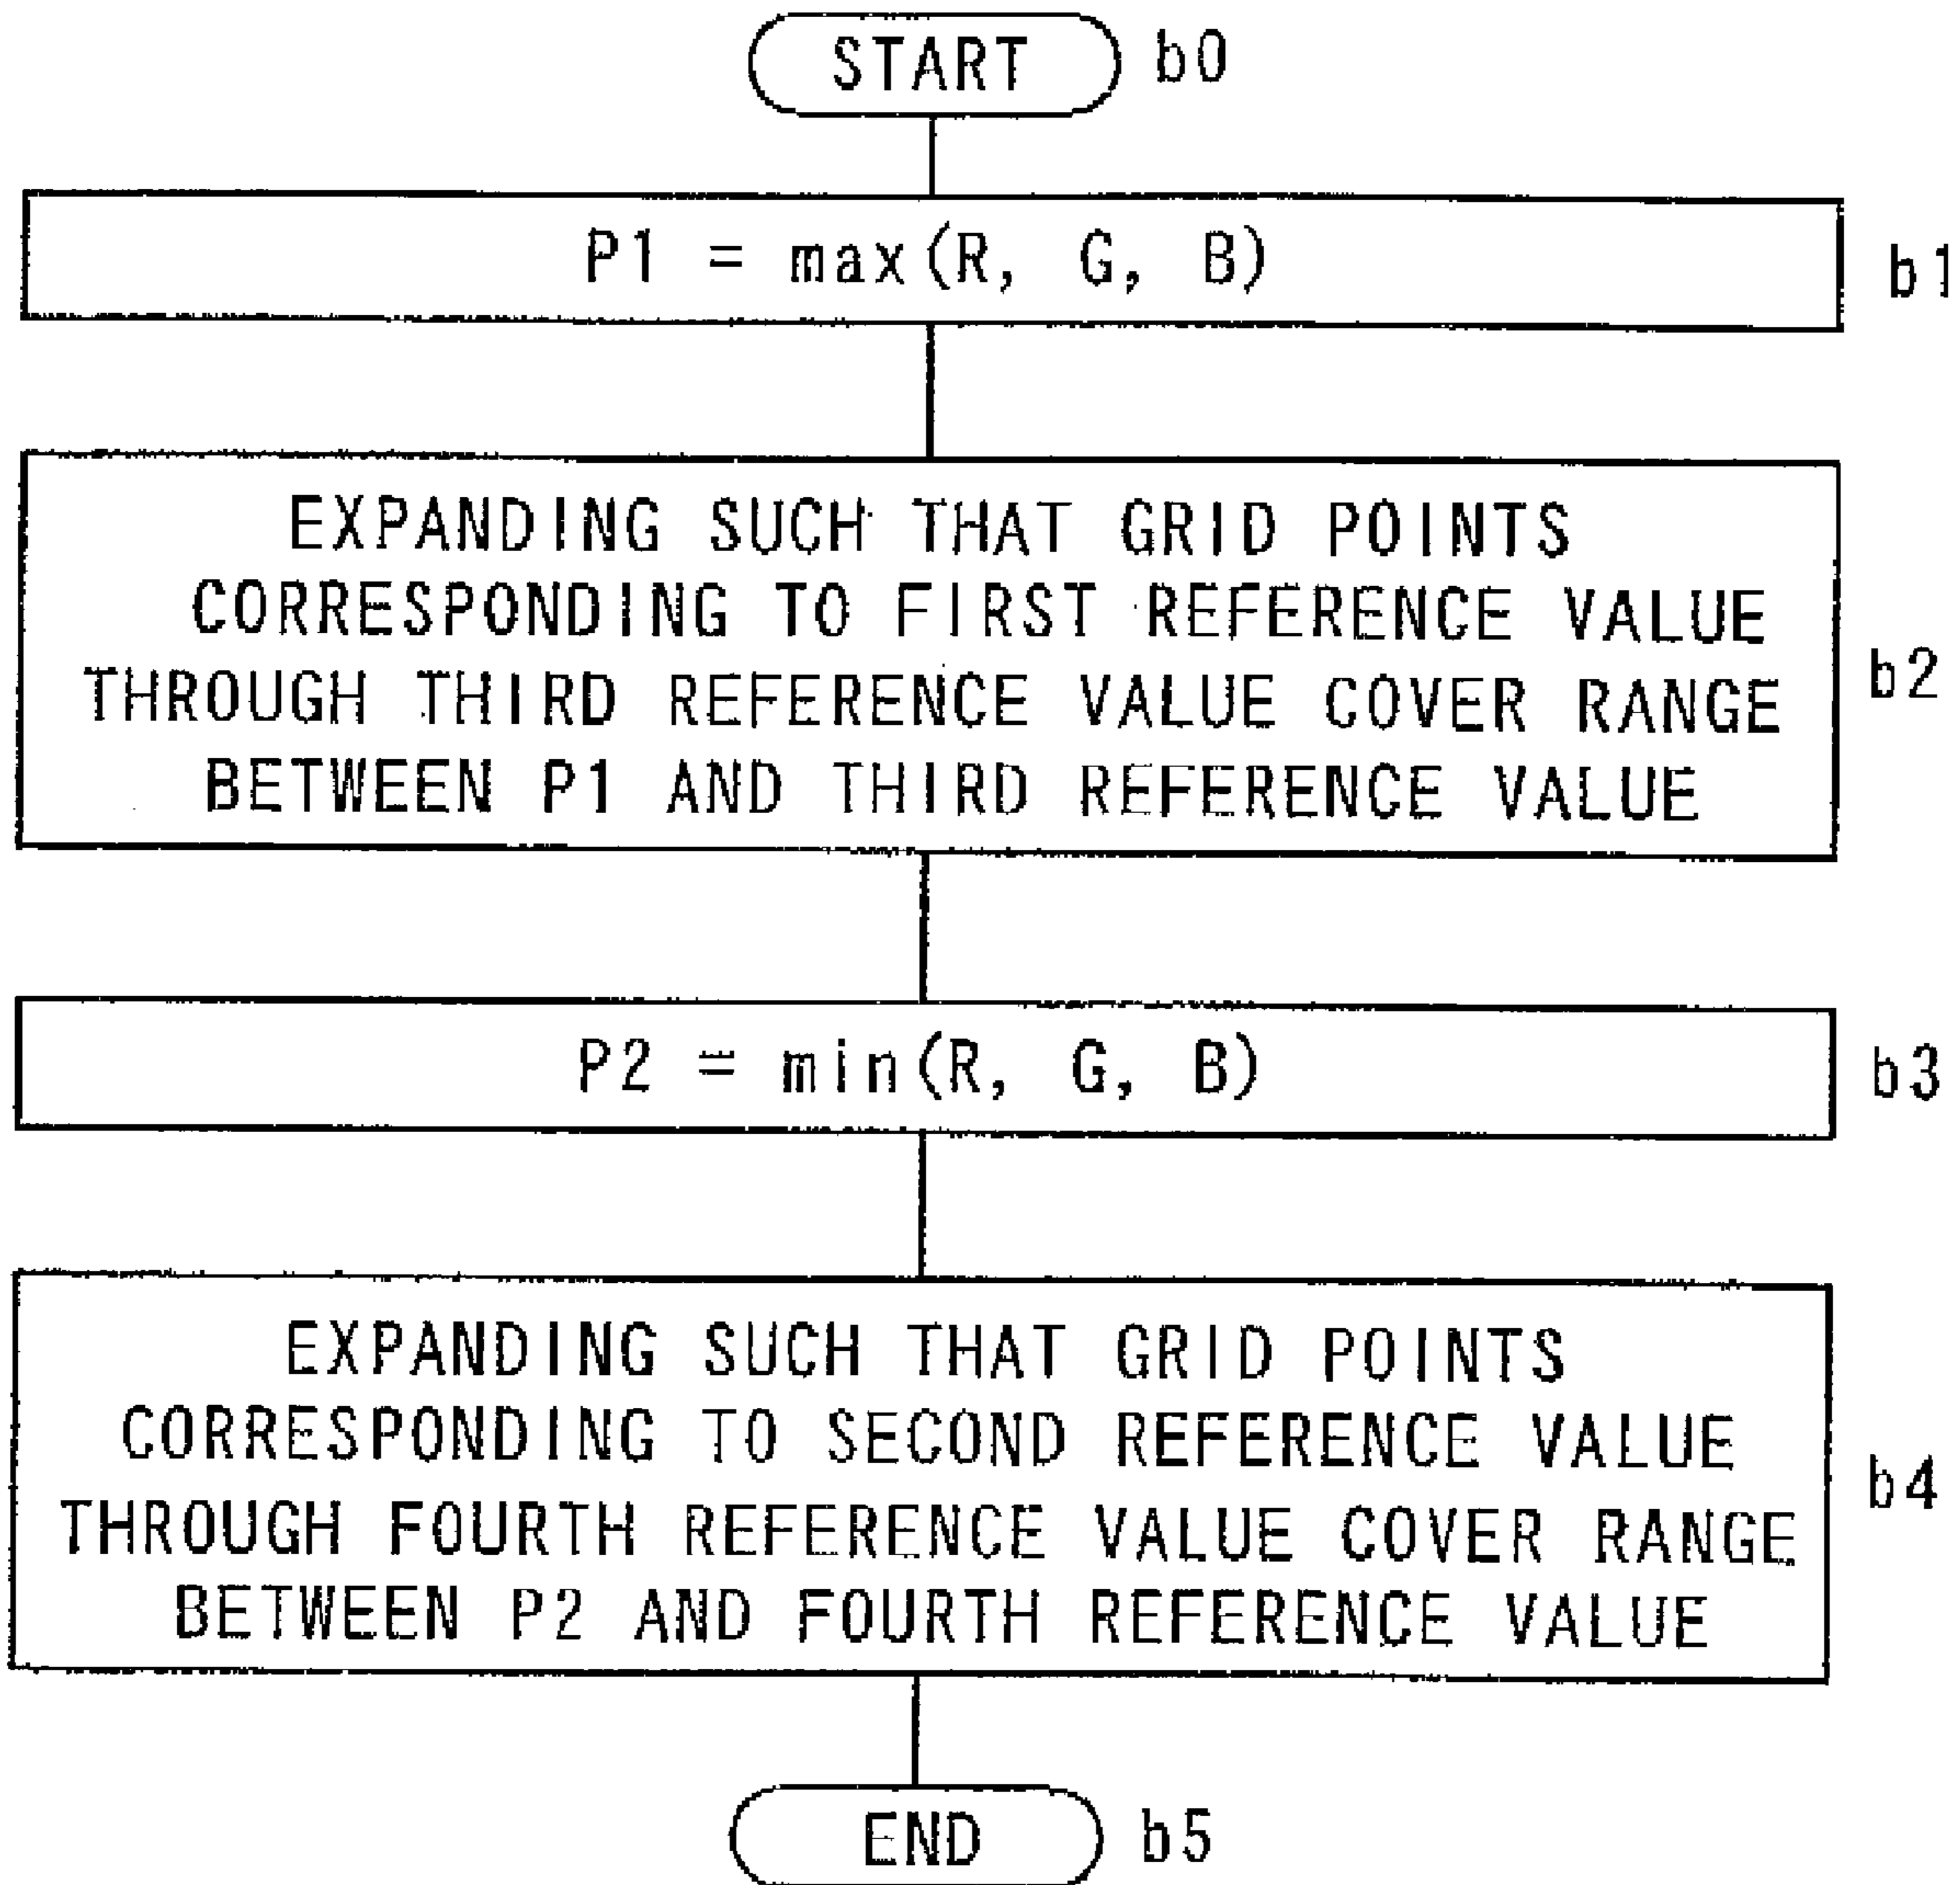 START b0
P1 = max(R, G, B) b1
EXPANDING SUCH THAT GRID POINTS
CORRESPONDING TO FIRST REFERENCE VALUE
THROUGH THIRD REFERENCE VALUE COVER RANGE
BETWEEN P1 AND THIRD REFERENCE VALUE
b2
P2 = min(R, G, B) b3
EXPANDING SUCH THAT GRID POINTS
CORRESPONDING TO SECOND REFERENCE VALUE
THROUGH FOURTH REFERENCE VALUE COVER RANGE
BETWEEN P2 AND FOURTH REFERENCE VALUE
b4
END b5